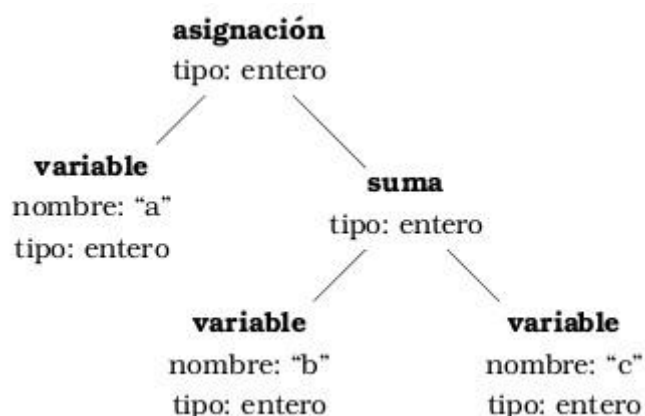 asignación
tipo: entero
variable
nombre: “a”
tipo: entero
suma
tipo: entero
variable
nombre: “b”
tipo: entero
variable
nombre: “c”
tipo: entero